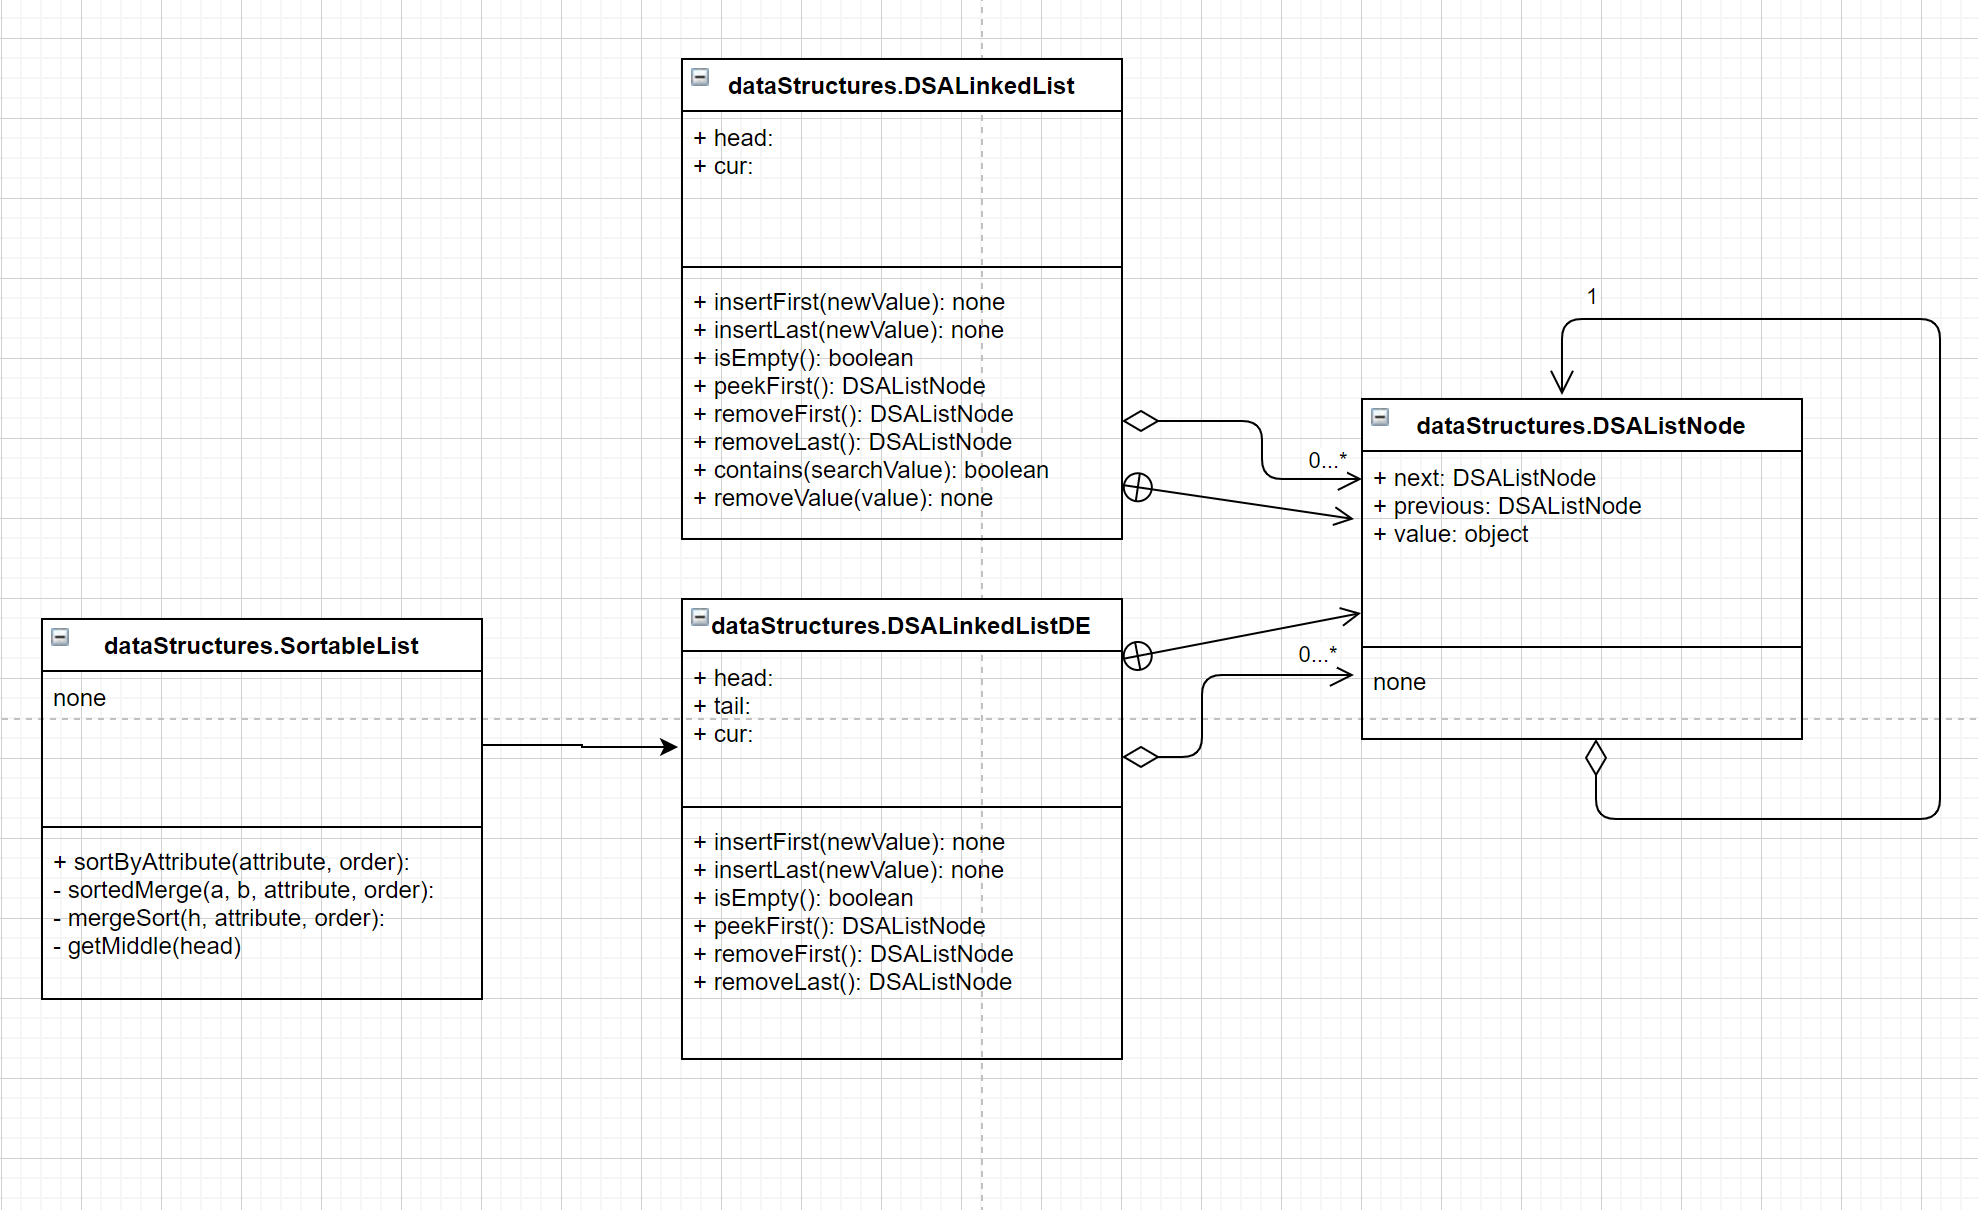 dataStructures.DSALinkedList
+ head:
+ cur:
+ insertFirst(newValue): none
+ insertLast(newValue): none
+ isEmpty(): boolean
+ peekFirst(): DSAListNode
+ removeFirst(): DSAListNode
+ removeLast(): DSAListNode
+ contains(searchValue): boolean
+ removeValue(value): none
1
0...*
dataStructures.DSAListNode
+ next: DSAListNode
+ previous: DSAListNode
+ value: object
none
dataStructures.SortableList
none
+ sortByAttribute(attribute, order):
- sortedMerge(a, b, attribute, order):
- mergeSort(h, attribute, order):
- getMiddle(head)
dataStructures.DSALinkedListDE
+ head:
+ tail:
+ cur:
0...*
+ insertFirst(newValue): none
+ insertLast(newValue): none
+ isEmpty(): boolean
+ peekFirst(): DSAListNode
+ removeFirst(): DSAListNode
+ removeLast(): DSAListNode